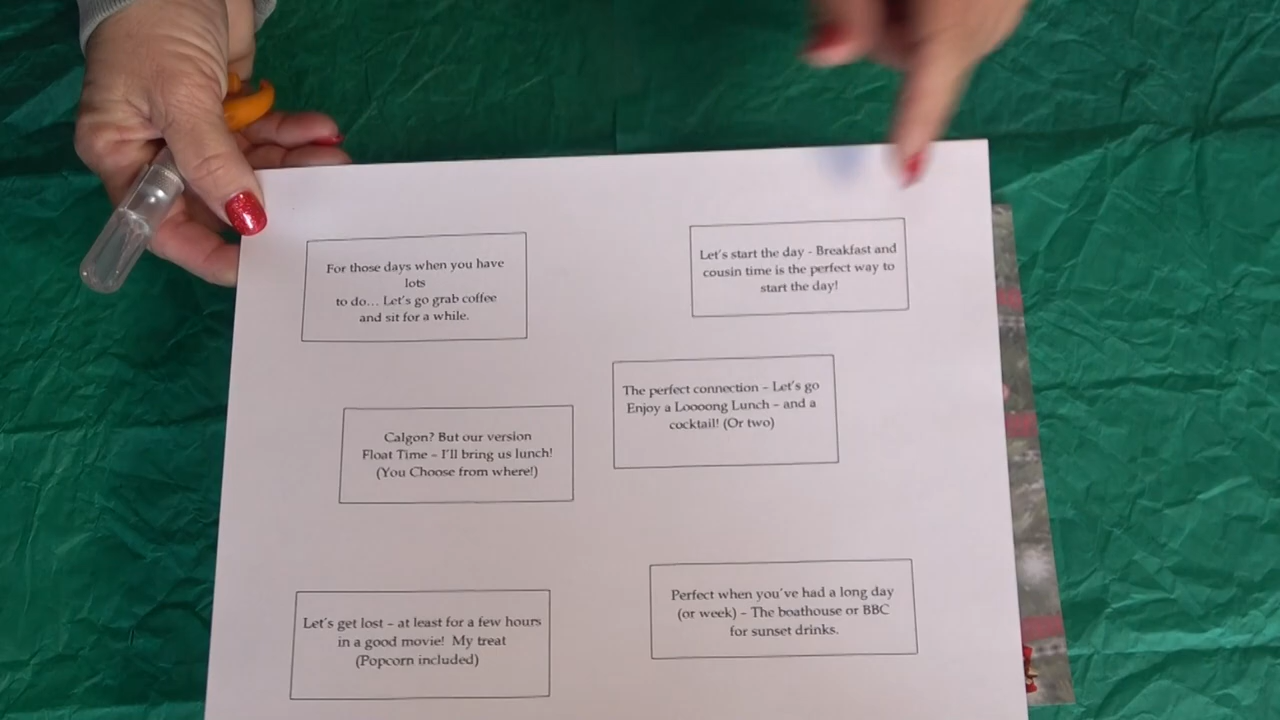 For those days when you have
lots
to do... Let's go grab coffee
and sit for a while.
Let's start the day - Breakfast and
cousin time is the perfect way to
start the day!
The perfect connection – Let's go
Enjoy a Loooong Lunch – and a
cocktail! (Or two)
Calgon? But our version
Float Time – I'll bring us lunch!
(You Choose from where!)
Let's get lost – at least for a few hours
in a good movie! My treat
(Popcorn included)
Perfect when you've had a long day
(or week) – The boathouse or BBC
for sunset drinks.